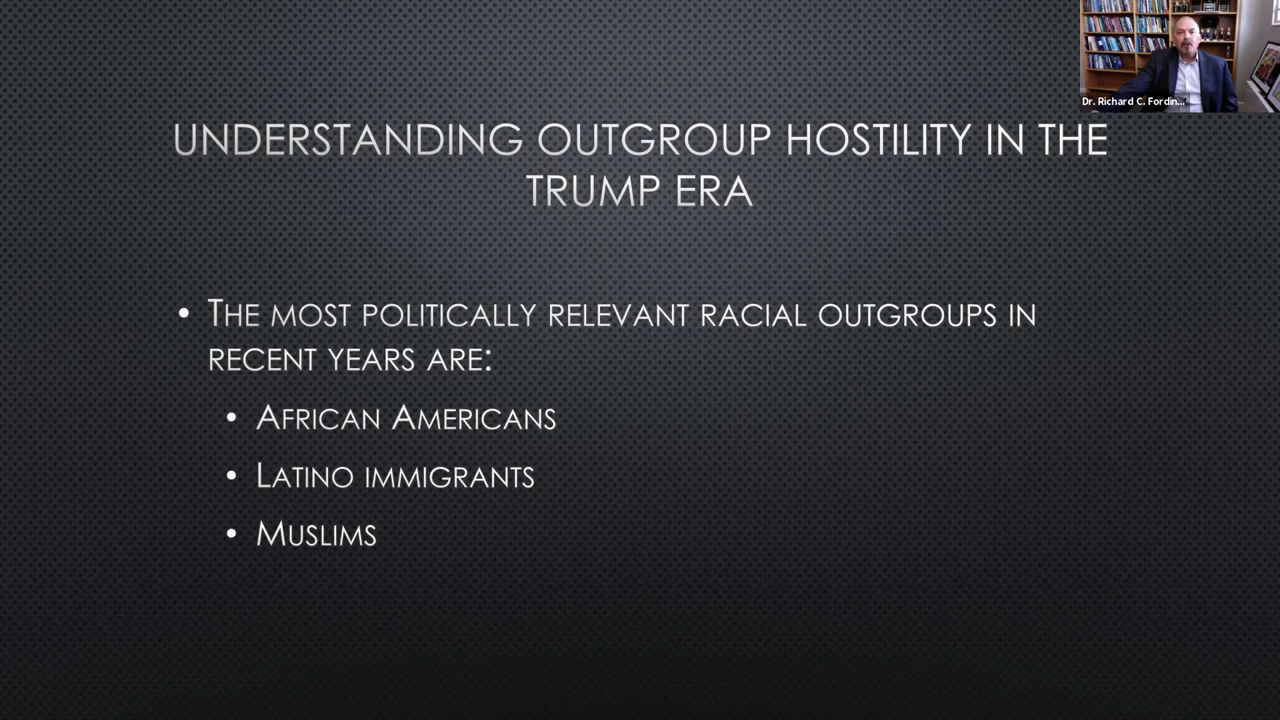 Dr. Richard C. Fordin...
UNDERSTANDING OUTGROUP HOSTILITY IN THE
TRUMP ERA
• THE MOST POLITICALLY RELEVANT RACIAL OUTGROUPS IN
RECENT YEARS ARE:
• AFRICAN AMERICANS
• LATINO IMMIGRANTS
• MUSLIMS